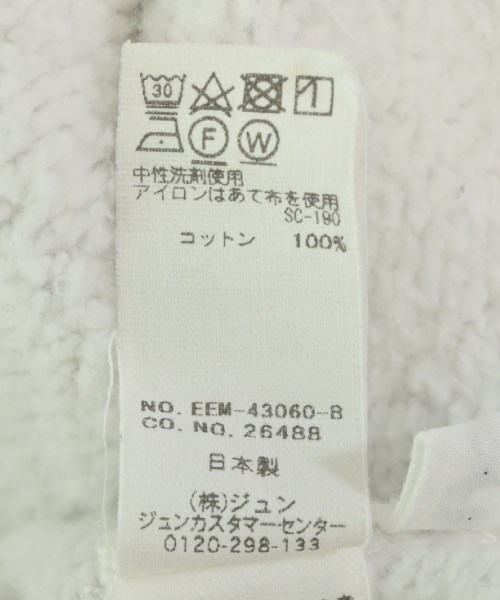 30
F W
中性洗剤使用
アイロンはあて布を使用
SC-190
コットン 100%
NO. EEM-43060-B
CO. NO. 26488
日本製
(株)ジュン
ジュンカスタマーセンター
0120-298-133